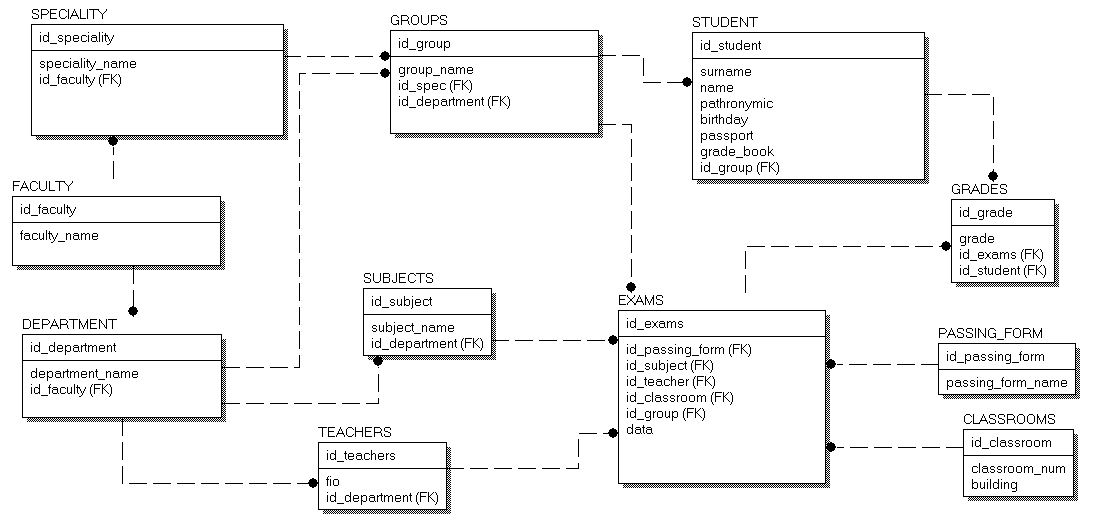 SPECIALITY
id_speciality
speciality_name
id_faculty (FK)
GROUPS
id_group
group_name
id_spec (FK)
id_department (FK)
STUDENT
id_student
surname
name
pathronymic
birthday
passport
grade_book
id_group (FK)
FACULTY
id_faculty
faculty_name
GRADES
id_grade
grade
id_exams (FK)
id_student (FK)
SUBJECTS
id_subject
subject_name
id_department (FK)
EXAMS
id_exams
id_passing_form (FK)
id_subject (FK)
id_teacher (FK)
id_classroom (FK)
id_group (FK)
data
DEPARTMENT
id_department
department_name
id_faculty (FK)
PASSING_FORM
id_passing_form
passing_form_name
TEACHERS
id_teachers
fio
id_department (FK)
CLASSROOMS
id_classroom
classroom_num
building